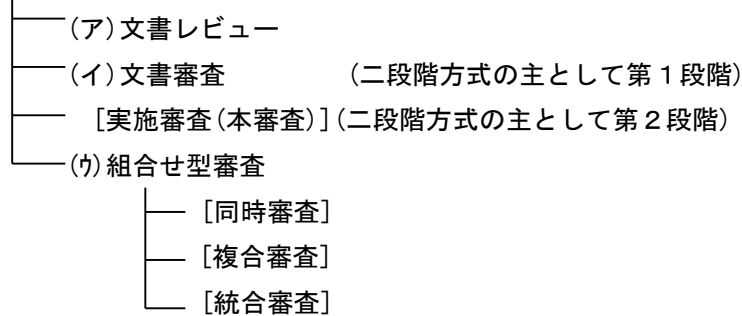 (ア)文書レビュー
(イ)文書審査 (二段階方式の主として第1段階)
[実施審査(本審査)](二段階方式の主として第2段階)
(ｳ)組合せ型審査
[同時審査]
[複合審査]
[統合審査]